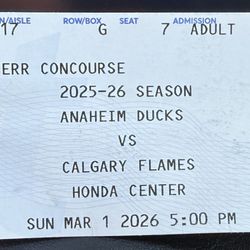 N/AISLE ROW/BOX SEAT ADMISSION
17 G 7 ADULT
ERR CONCOURSE
2025-26 SEASON
ANAHEIM DUCKS
VS
CALGARY FLAMES
HONDA CENTER
SUN MAR 1 2026 5:00 PM